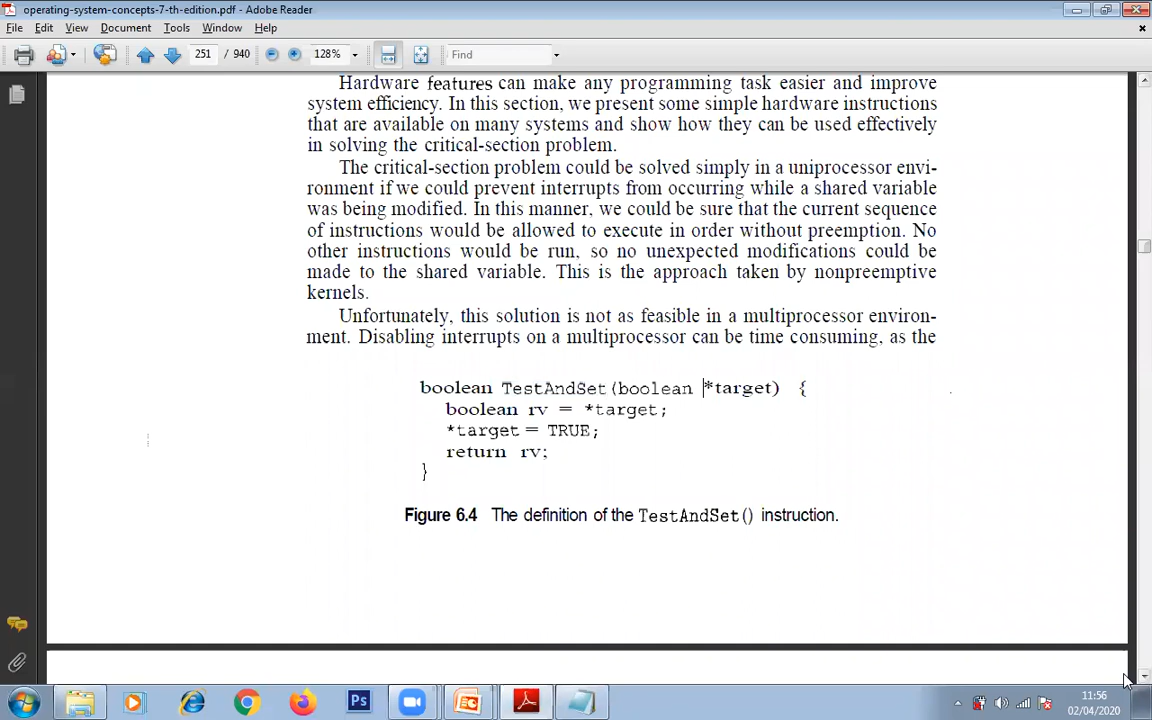 operating-system-concepts-7-th-edition.pdf - Adobe Reader
File Edit View Document Tools Window Help
251 / 940 128% Find
Hardware features can make any programming task easier and improve
system efficiency. In this section, we present some simple hardware instructions
that are available on many systems and show how they can be used effectively
in solving the critical-section problem.
The critical-section problem could be solved simply in a uniprocessor envi-
ronment if we could prevent interrupts from occurring while a shared variable
was being modified. In this manner, we could be sure that the current sequence
of instructions would be allowed to execute in order without preemption. No
other instructions would be run, so no unexpected modifications could be
made to the shared variable. This is the approach taken by nonpreemptive
kernels.
Unfortunately, this solution is not as feasible in a multiprocessor environ-
ment. Disabling interrupts on a multiprocessor can be time consuming, as the
boolean TestAndSet(boolean *target) {
boolean rv = *target;
*target = TRUE;
return rv;
}
Figure 6.4 The definition of the TestAndSet() instruction.
Ps
11:56
02/04/2020